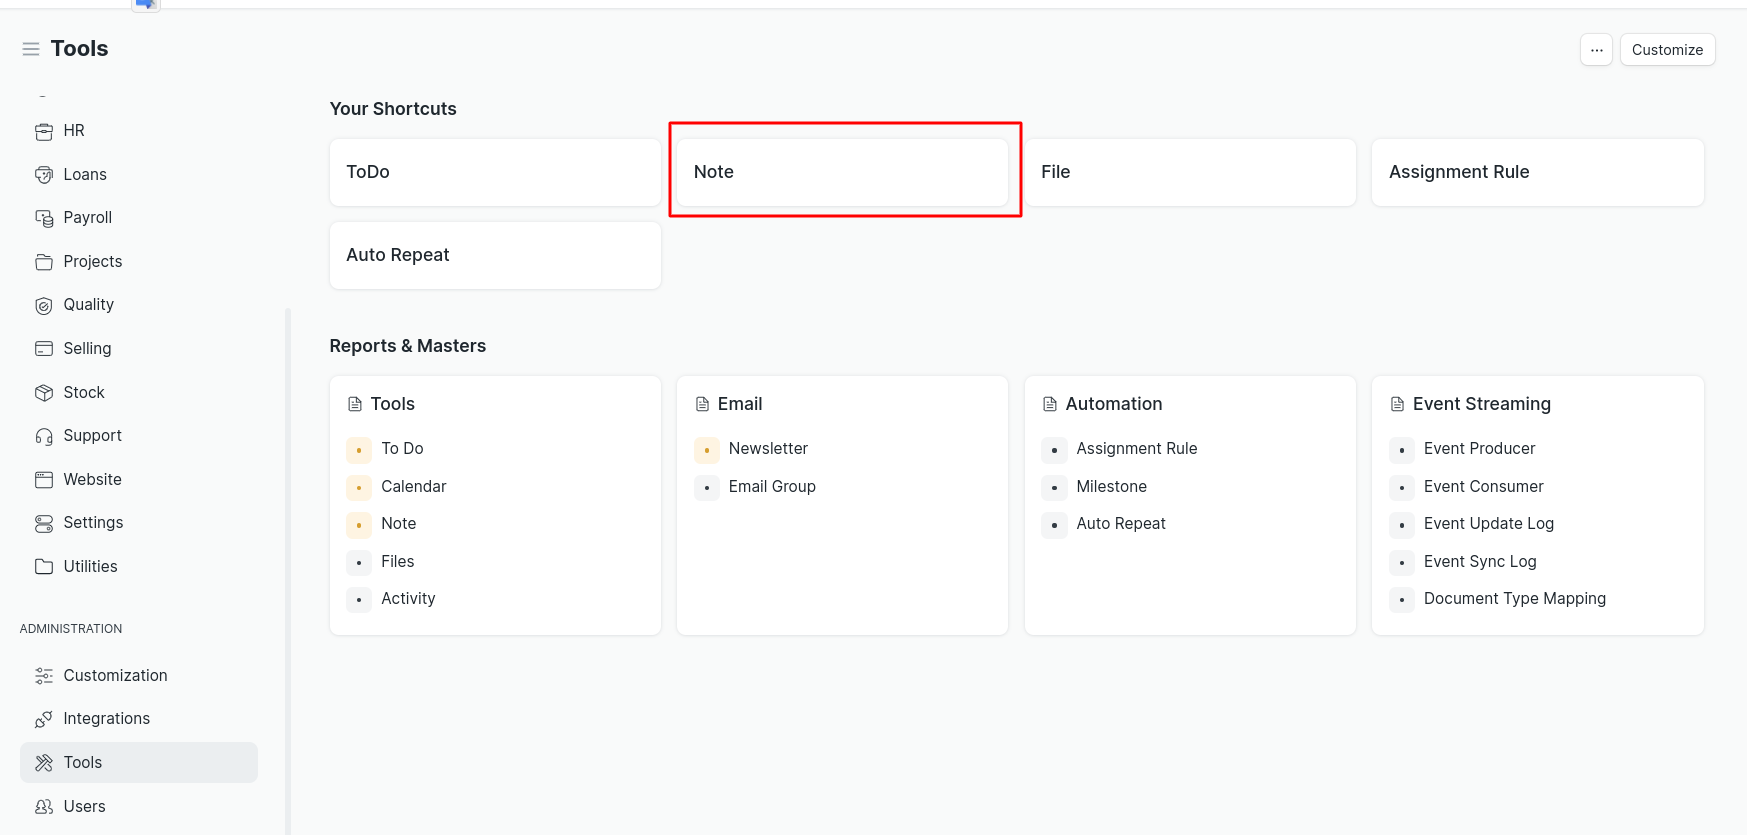 Tools
...
Customize
HR
Loans
Payroll
Projects
Quality
Selling
Stock
Support
Website
Settings
Utilities
ADMINISTRATION
Customization
Integrations
Tools
Users
Your Shortcuts
ToDo
Note
File
Assignment Rule
Auto Repeat
Reports & Masters
Tools
To Do
Calendar
Note
Files
Activity
Email
Newsletter
Email Group
Automation
Assignment Rule
Milestone
Auto Repeat
Event Streaming
Event Producer
Event Consumer
Event Update Log
Event Sync Log
Document Type Mapping